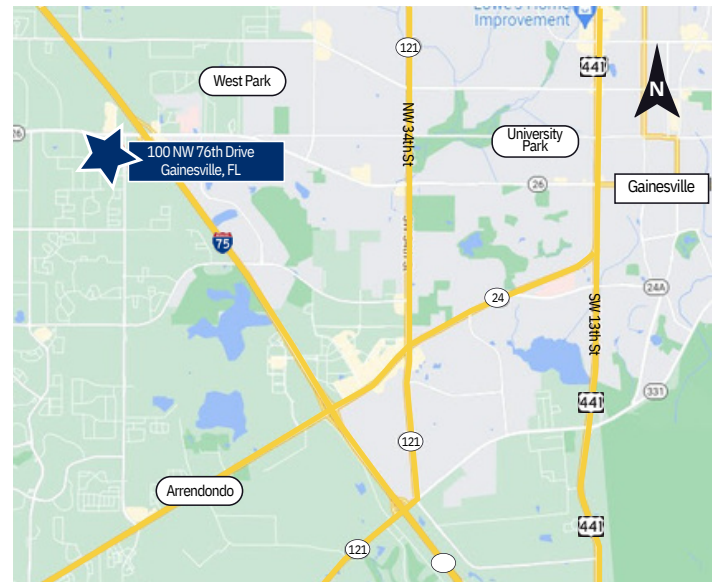 Lowe's Home
Improvement
121
441
N
West Park
NW 34th St
26
University
Park
100 NW 76th Drive
Gainesville, FL
26
Gainesville
75
24A
24
SW 13th St
331
441
121
Arrendondo
441
121